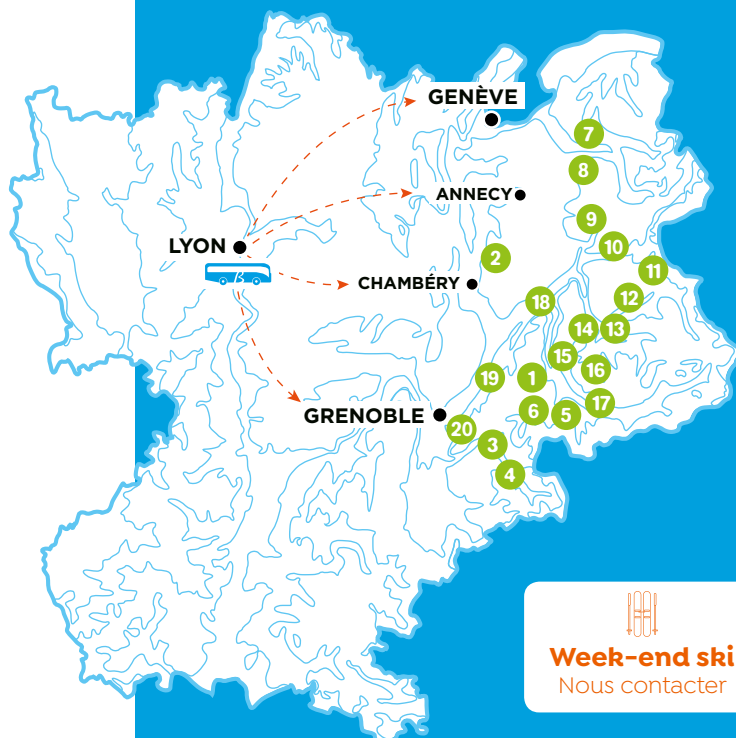 GENÈVE
7
8
ANNECY
9
LYON
10
2
11
CHAMBÉRY
12
18
14
13
15
16
19
1
17
6
5
GRENOBLE
20
3
4
Week-end ski
Nous contacter